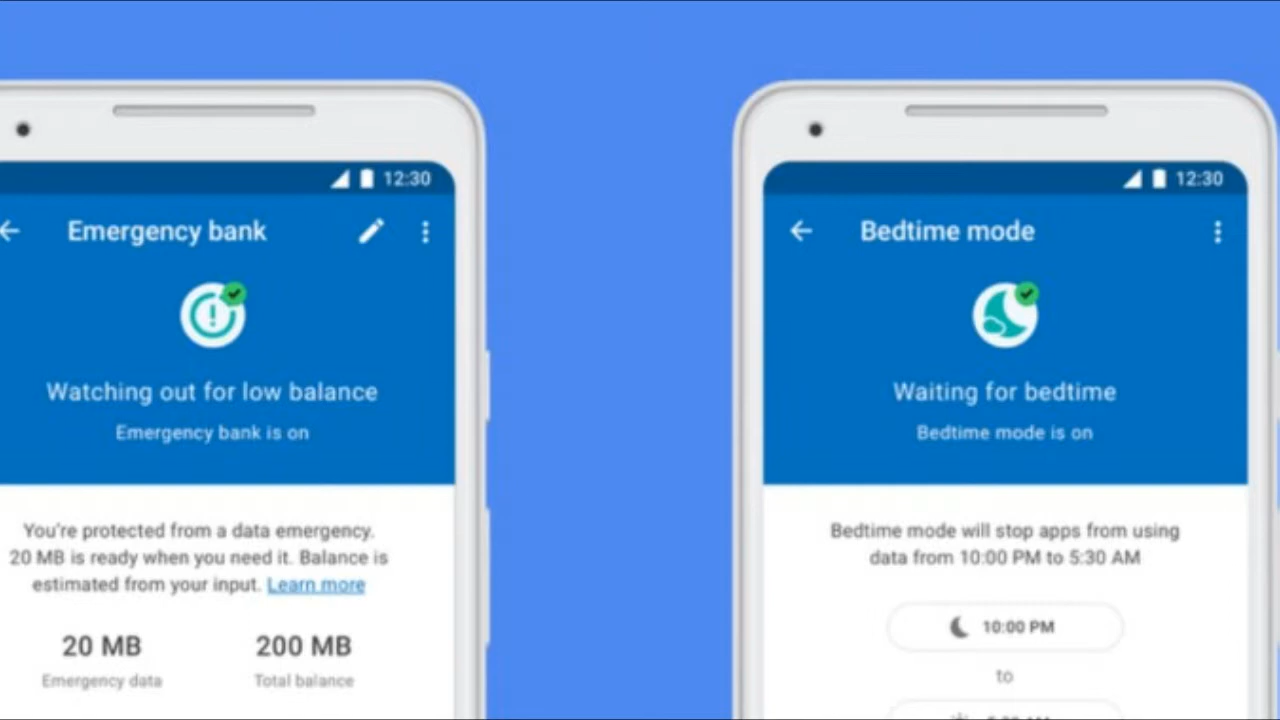 12:30
Emergency bank
Watching out for low balance
Emergency bank is on
You're protected from a data emergency.
20 MB is ready when you need it. Balance is
estimated from your input. Learn more
20 MB 200 MB
Emergency data Total balance
12:30
Bedtime mode
Waiting for bedtime
Bedtime mode is on
Bedtime mode will stop apps from using
data from 10:00 PM to 5:30 AM
10:00 PM
to